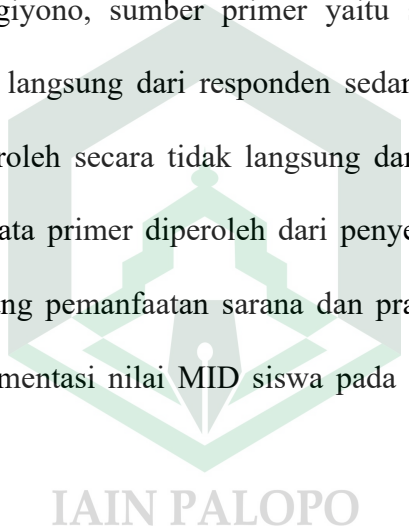 giyono, sumber primer yaitu
langsung dari responden sedan
roleh secara tidak langsung dar
ata primer diperoleh dari penye
ng pemanfaatan sarana dan pra
mentasi nilai MID siswa pada
IAIN PALOPO